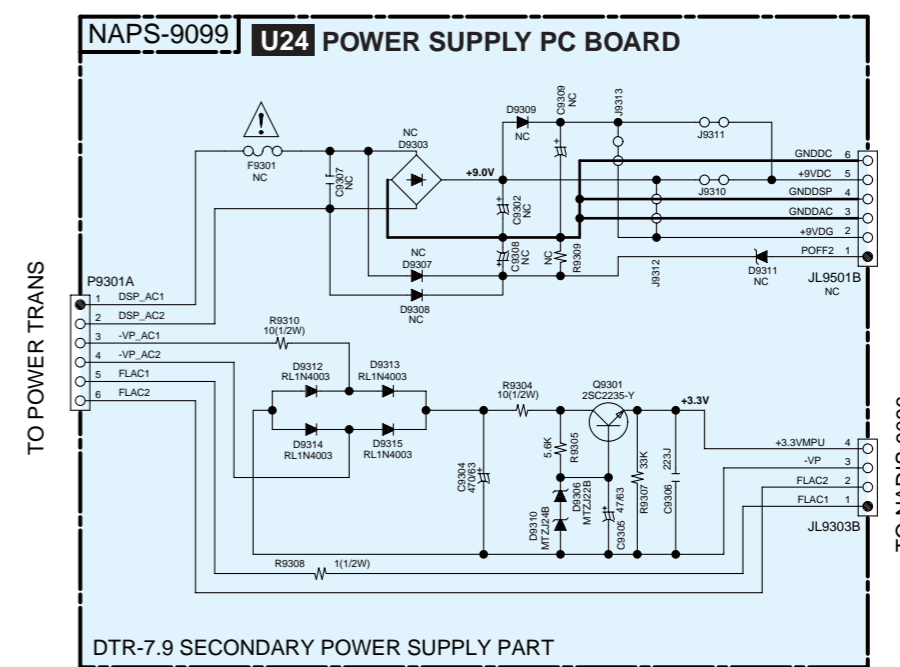 NAPS-9099
U24 POWER SUPPLY PC BOARD
TO POWER TRANS
P9301A
1 DSP_AC1
2 DSP_AC2
3 -VP_AC1
4 -VP_AC2
5 FLAC1
6 FLAC2
F9301
NC
C9307
NC
NC
D9303
+9.0V
D9309
NC
C9309
NC
J9313
J9311
J9310
C9302
NC
C9308
NC
NC
R9309
J9312
NC
D9307
D9308
NC
D9311
NC
GNDDC 6
+9VDC 5
GNDDSP 4
GNDDAC 3
+9VDG 2
POFF2 1
JL9501B
NC
R9310
10(1/2W)
D9312
RL1N4003
D9313
RL1N4003
D9314
RL1N4003
D9315
RL1N4003
C9304
470/63
R9304
10(1/2W)
Q9301
2SC2235-Y
+3.3V
5.6K
R9305
D9310
MTZJ24B
D9306
MTZJ22B
C9305
47/63
R9307
33K
C9306
223J
R9308
1(1/2W)
+3.3VMPU 4
-VP 3
FLAC2 2
FLAC1 1
JL9303B
DTR-7.9 SECONDARY POWER SUPPLY PART